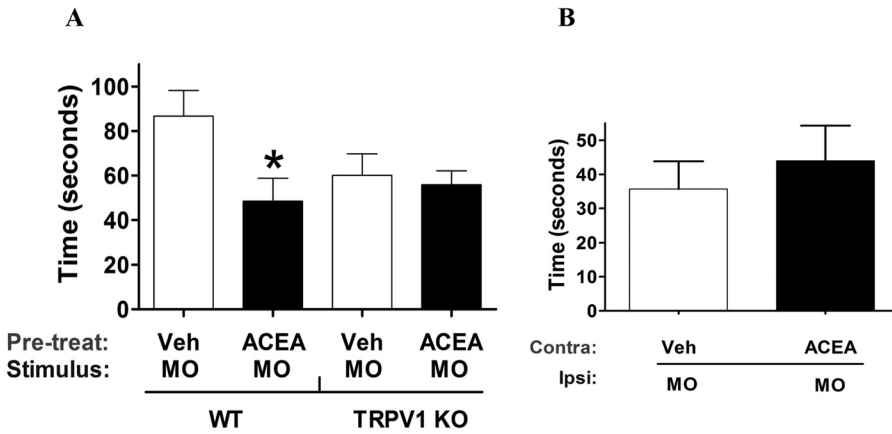 A
B
Time (seconds)
100
80
60
40
20
0
*
Pre-treat: Veh ACEA Veh ACEA
Stimulus: MO MO MO MO
WT TRPV1 KO
Time (seconds)
50
40
30
20
10
0
Contra: Veh ACEA
Ipsi: MO MO